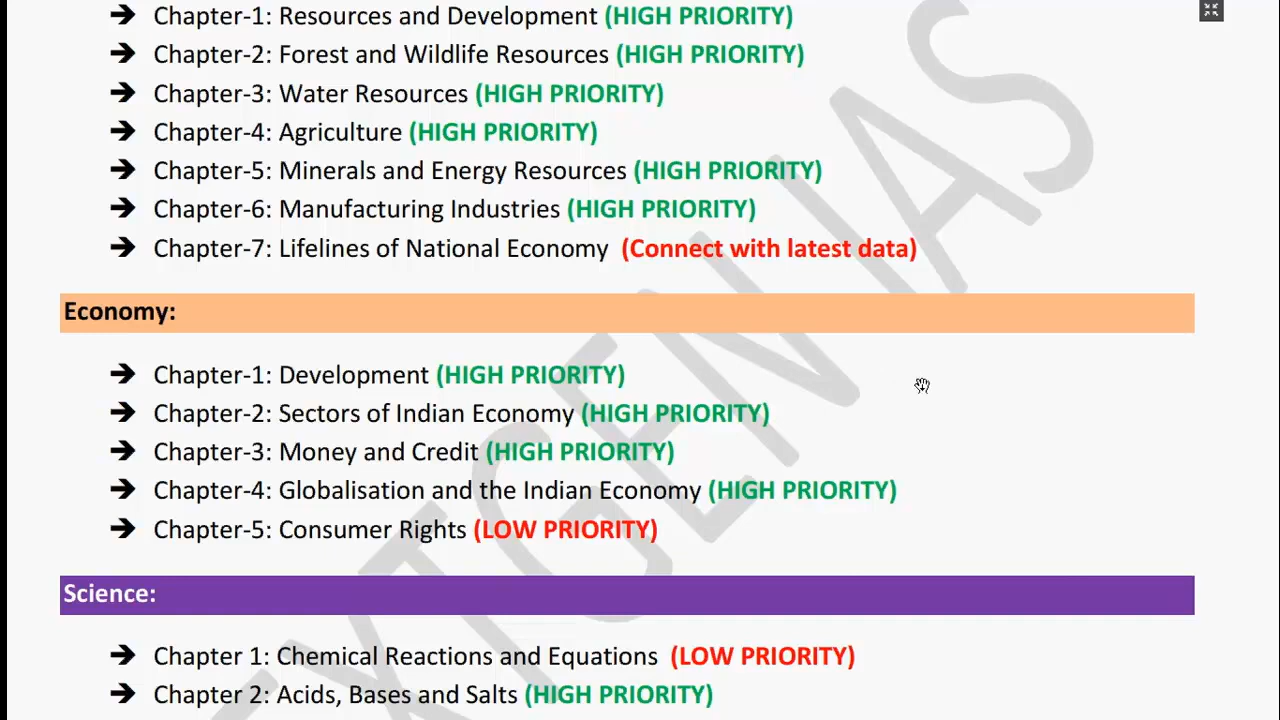 ➔ Chapter-1: Resources and Development (HIGH PRIORITY)
➔ Chapter-2: Forest and Wildlife Resources (HIGH PRIORITY)
➔ Chapter-3: Water Resources (HIGH PRIORITY)
➔ Chapter-4: Agriculture (HIGH PRIORITY)
➔ Chapter-5: Minerals and Energy Resources (HIGH PRIORITY)
➔ Chapter-6: Manufacturing Industries (HIGH PRIORITY)
➔ Chapter-7: Lifelines of National Economy (Connect with latest data)
Economy:
➔ Chapter-1: Development (HIGH PRIORITY)
➔ Chapter-2: Sectors of Indian Economy (HIGH PRIORITY)
➔ Chapter-3: Money and Credit (HIGH PRIORITY)
➔ Chapter-4: Globalisation and the Indian Economy (HIGH PRIORITY)
➔ Chapter-5: Consumer Rights (LOW PRIORITY)
Science:
➔ Chapter 1: Chemical Reactions and Equations (LOW PRIORITY)
➔ Chapter 2: Acids, Bases and Salts (HIGH PRIORITY)
EXTGEN IAS